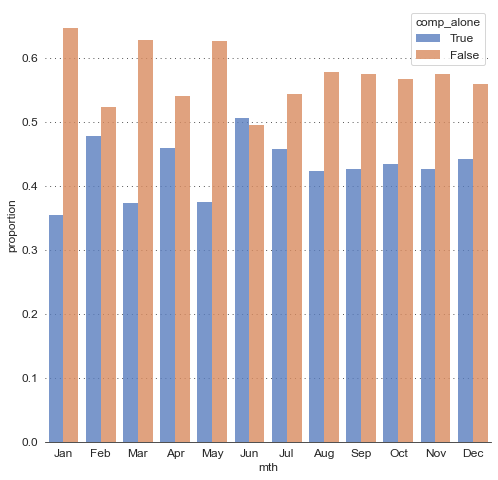 comp_alone
True
False
proportion
0.6
0.5
0.4
0.3
0.2
0.1
0.0
Jan Feb Mar Apr May Jun Jul Aug Sep Oct Nov Dec
mth